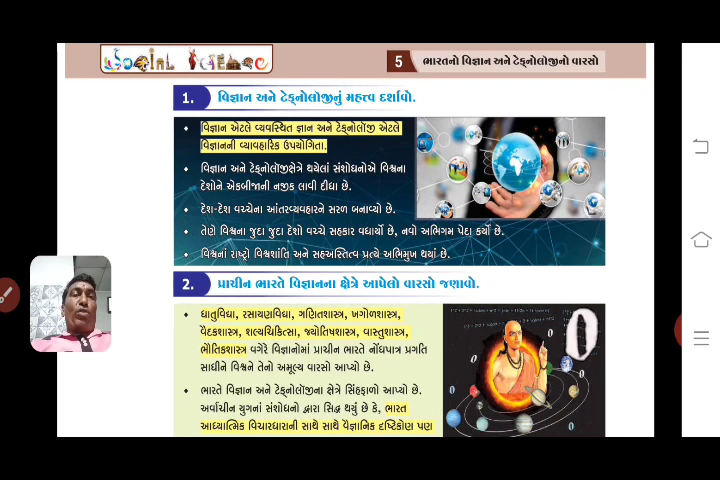 Social Science
5 ભારતનો વિજ્ઞાન અને ટેક્નોલોજીનો વારસો
1. વિજ્ઞાન અને ટેક્નોલૉજીનું મહત્ત્વ દર્શાવો.
• વિજ્ઞાન એટલે વ્યવસ્થિત જ્ઞાન અને ટેક્નોલૉજી એટલે
વિજ્ઞાનની વ્યાવહારિક ઉપયોગિતા.
• વિજ્ઞાન અને ટેક્નોલૉજીક્ષેત્રે થયેલાં સંશોધનોએ વિશ્વના
દેશોને એકબીજાની નજીક લાવી દીધા છે.
• દેશ-દેશ વચ્ચેના આંતરવ્યવહારને સરળ બનાવ્યો છે.
• તેણે વિશ્વના જુદા જુદા દેશો વચ્ચે સહકાર વધાર્યો છે, નવો અભિગમ પેદા કર્યો છે.
• વિશ્વનાં રાષ્ટ્રો વિશ્વશાંતિ અને સહઅસ્તિત્વ પ્રત્યે અભિમુખ થયાં છે.
2. પ્રાચીન ભારતે વિજ્ઞાનના ક્ષેત્રે આપેલો વારસો જણાવો.
• ધાતુવિદ્યા, રસાયણવિદ્યા, ગણિતશાસ્ત્ર, ખગોળશાસ્ત્ર,
વૈદકશાસ્ત્ર, શલ્યચિકિત્સા, જ્યોતિષશાસ્ત્ર, વાસ્તુશાસ્ત્ર,
ભૌતિકશાસ્ત્ર વગેરે વિજ્ઞાનોમાં પ્રાચીન ભારતે નોંધપાત્ર પ્રગતિ
સાધીને વિશ્વને તેનો અમૂલ્ય વારસો આપ્યો છે.
• ભારતે વિજ્ઞાન અને ટેક્નોલૉજીના ક્ષેત્રે સિંહફાળો આપ્યો છે.
અર્વાચીન યુગનાં સંશોધનો દ્વારા સિદ્ધ થયું છે કે, ભારત
આધ્યાત્મિક વિચારધારાની સાથે સાથે વૈજ્ઞાનિક દૃષ્ટિકોણ પણ